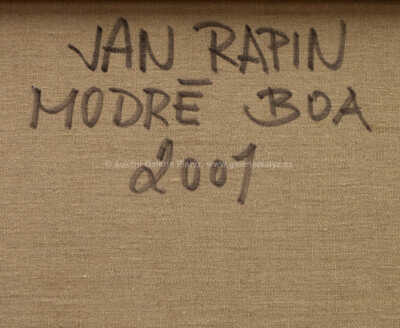 JAN RAPIN
MODRÉ BOA
2001